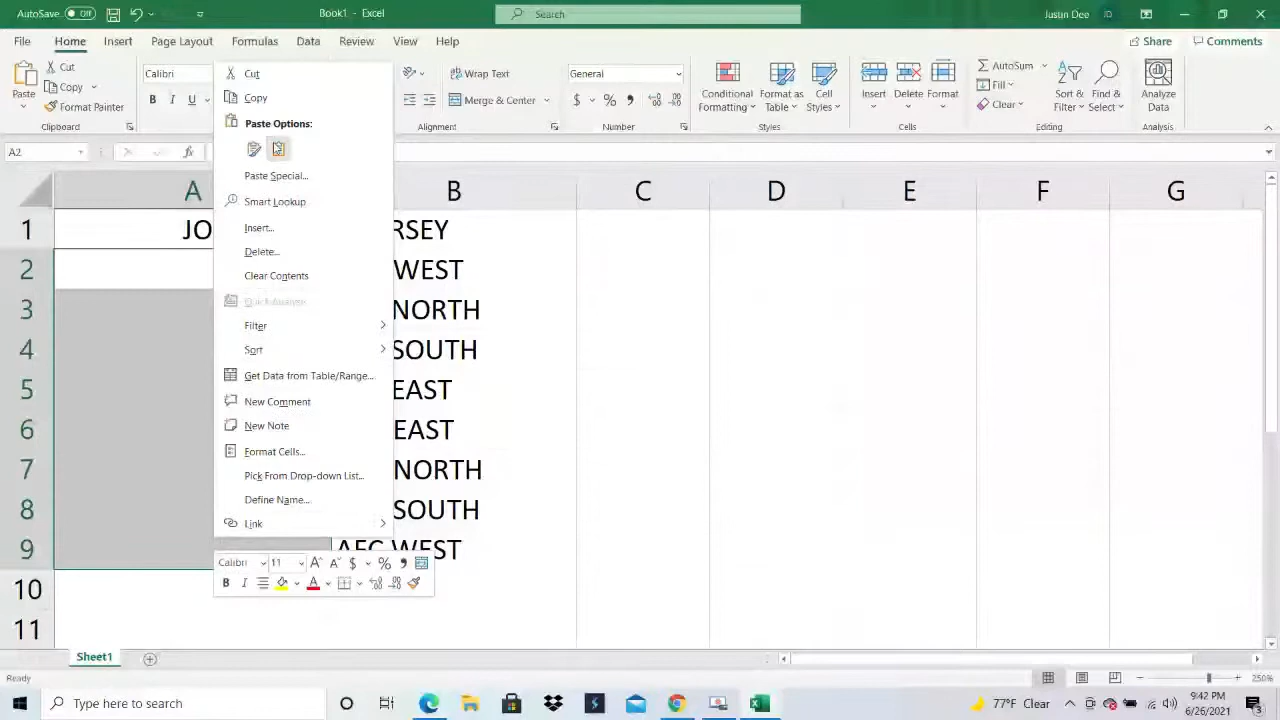 AutoSave Off Book1 - Excel Search Justin Dee
File Home Insert Page Layout Formulas Data Review View Help Share Comments
Paste Cut Copy Format Painter Clipboard
Calibri B I U
Wrap Text Merge & Center Alignment
General $ % , Number
Conditional Formatting Format as Table Cell Styles Styles
Insert Delete Format Cells
AutoSum Fill Clear Sort & Filter Find & Select Editing
Analyze Data Analysis
A2 fx
A B C D E F G
1 JO RSEY
2 WEST
3 NORTH
4 SOUTH
5 EAST
6 EAST
7 NORTH
8 SOUTH
9 AFC WEST
10
11
Cut
Copy
Paste Options:
Paste Special...
Smart Lookup
Insert...
Delete...
Clear Contents
Quick Analysis
Filter
Sort
Get Data from Table/Range...
New Comment
New Note
Format Cells...
Pick From Drop-down List...
Define Name...
Link
Calibri 11 A A $ % ,
B I A
Sheet1
Ready 250%
Type here to search 77°F Clear 9:42 PM
6/26/2021 3